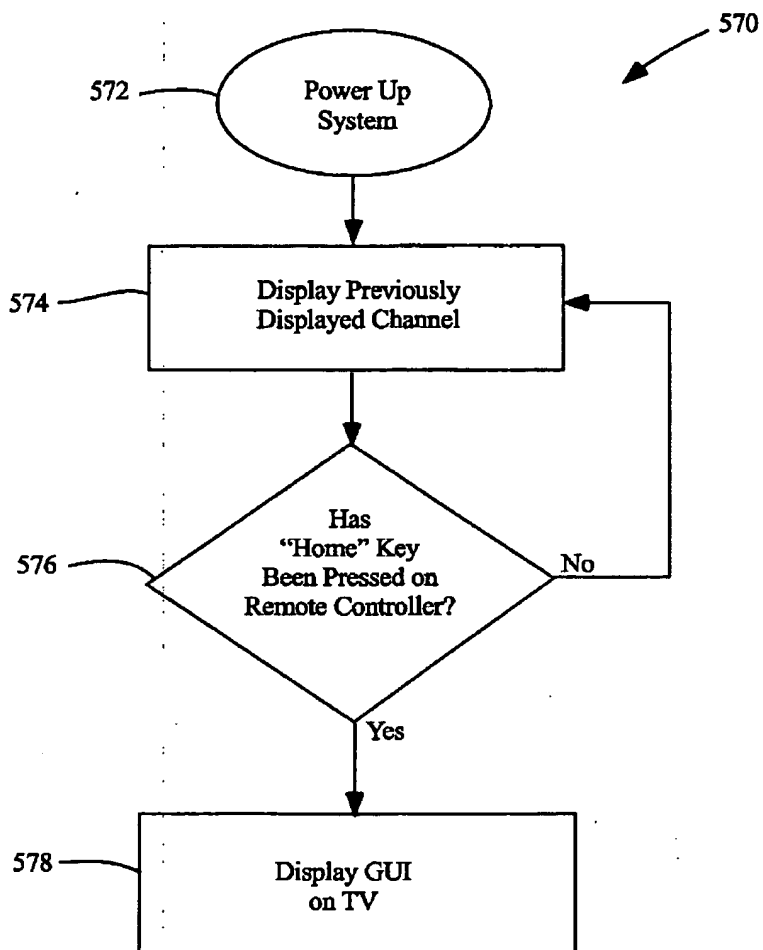 570
572
Power Up
System
574
Display Previously
Displayed Channel
576
Has
“Home” Key
Been Pressed on
Remote Controller?
No
Yes
578
Display GUI
on TV